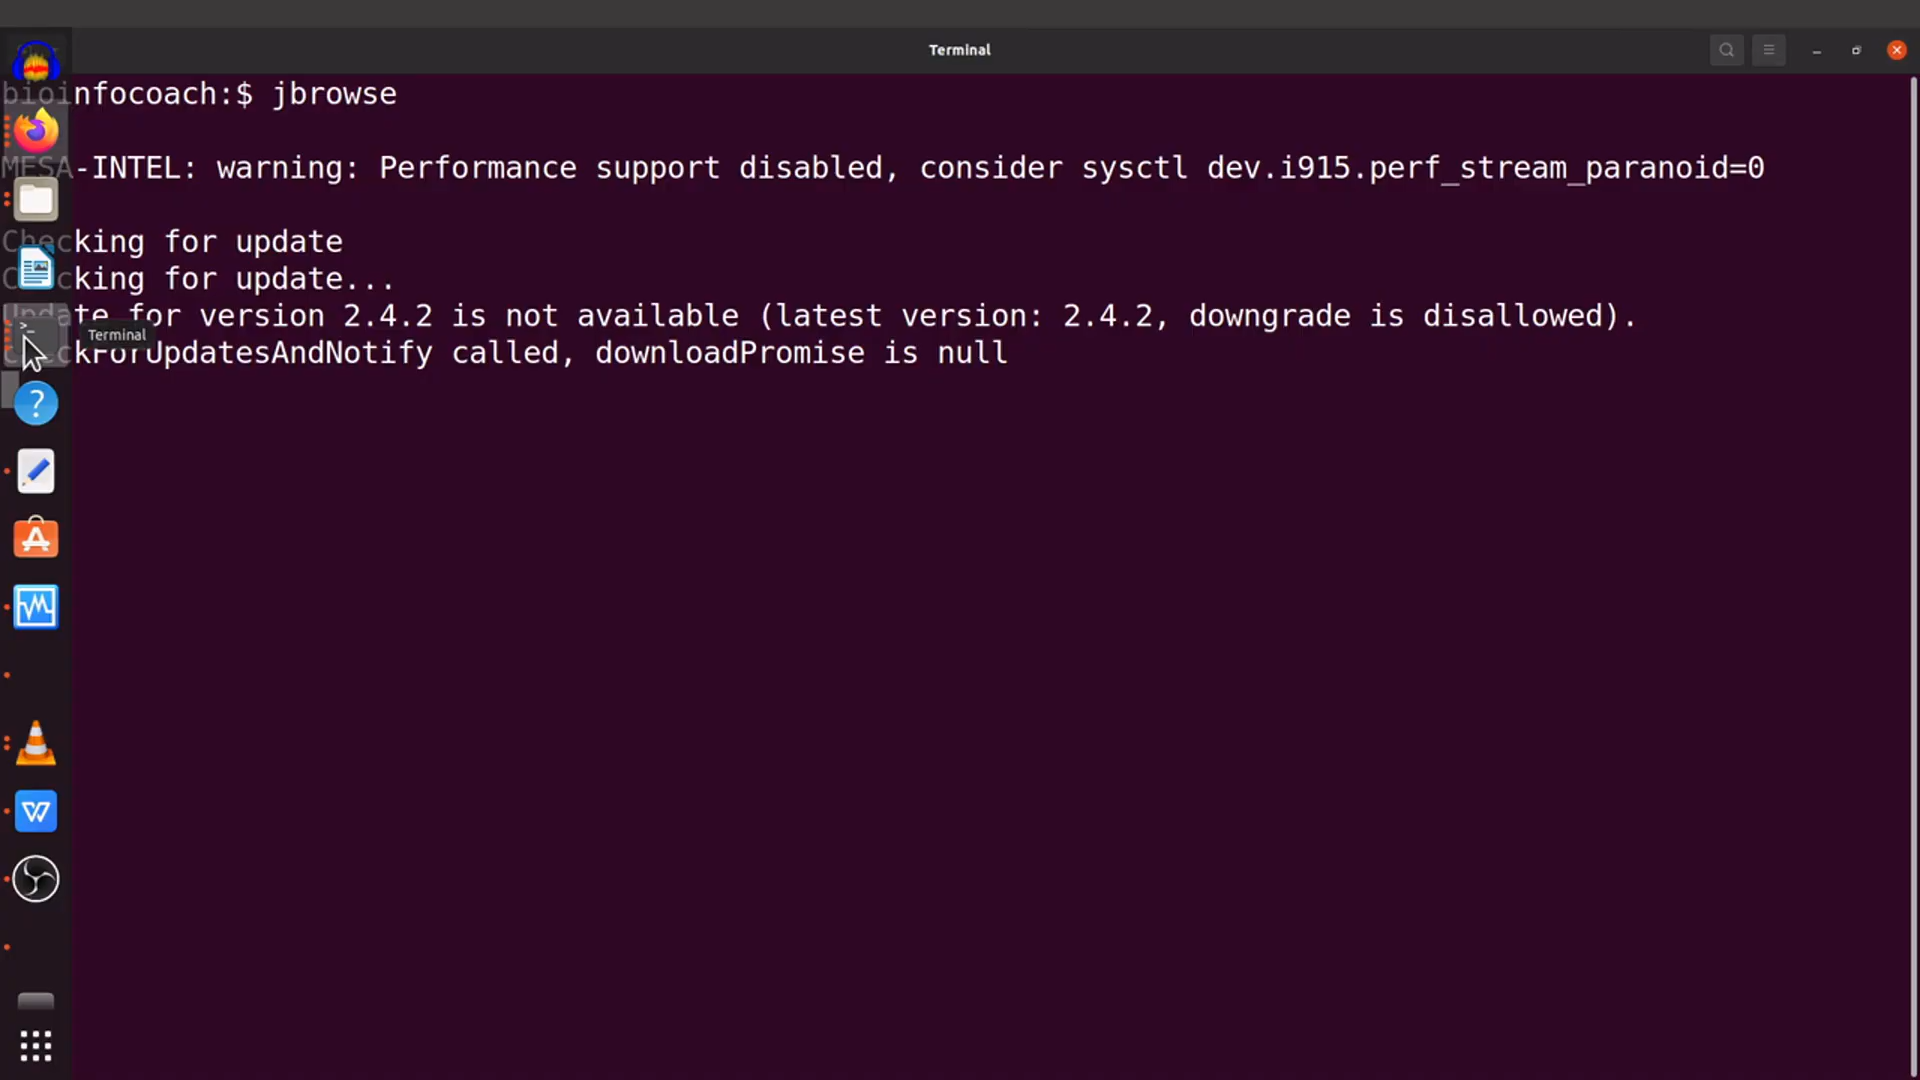 Terminal
bioinfocoach:$ jbrowse
MESA-INTEL: warning: Performance support disabled, consider sysctl dev.i915.perf_stream_paranoid=0
Checking for update
Checking for update...
Update for version 2.4.2 is not available (latest version: 2.4.2, downgrade is disallowed).
Terminal
checkForUpdatesAndNotify called, downloadPromise is null